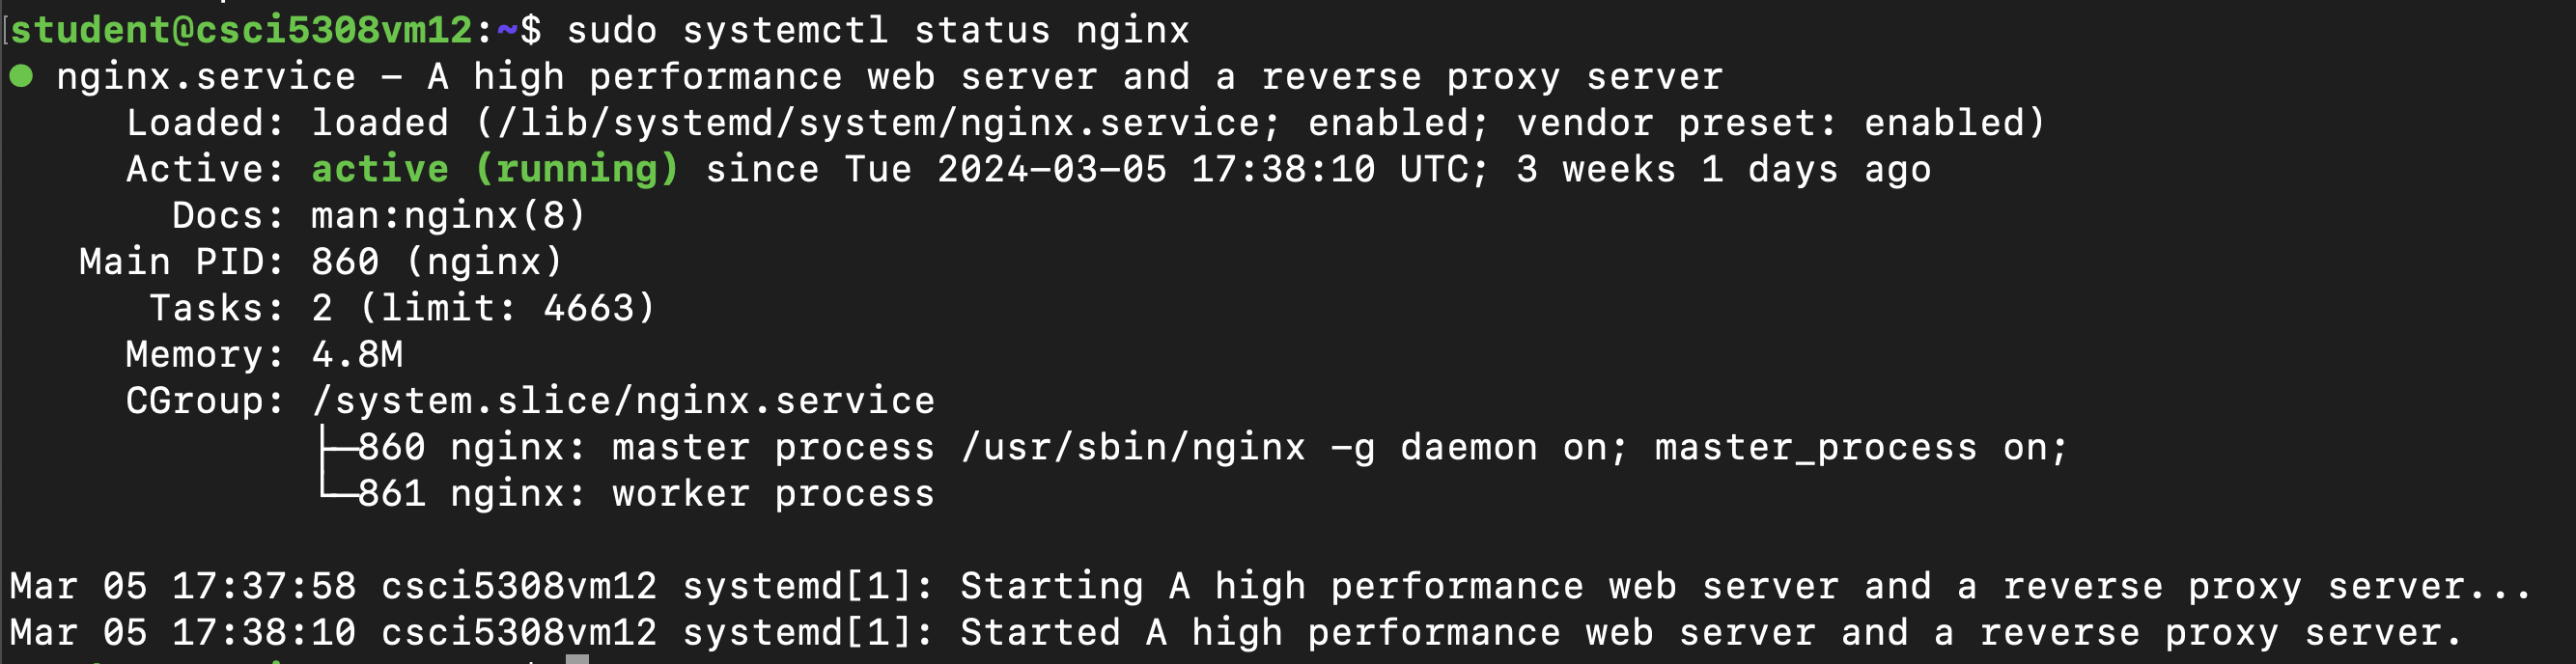 student@csci5308vm12:~$ sudo systemctl status nginx
● nginx.service - A high performance web server and a reverse proxy server
Loaded: loaded (/lib/systemd/system/nginx.service; enabled; vendor preset: enabled)
Active: active (running) since Tue 2024-03-05 17:38:10 UTC; 3 weeks 1 days ago
Docs: man:nginx(8)
Main PID: 860 (nginx)
Tasks: 2 (limit: 4663)
Memory: 4.8M
CGroup: /system.slice/nginx.service
├─860 nginx: master process /usr/sbin/nginx -g daemon on; master_process on;
└─861 nginx: worker process
Mar 05 17:37:58 csci5308vm12 systemd[1]: Starting A high performance web server and a reverse proxy server...
Mar 05 17:38:10 csci5308vm12 systemd[1]: Started A high performance web server and a reverse proxy server.